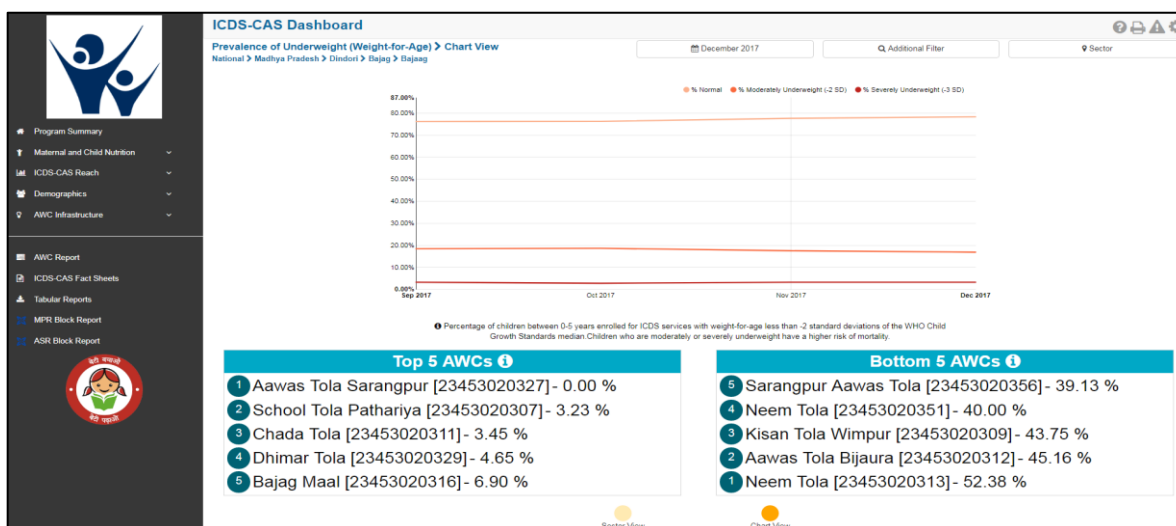 ICDS-CAS Dashboard
Prevalence of Underweight (Weight-for-Age) > Chart View
National > Madhya Pradesh > Dindori > Bajag > Bajaag
December 2017
Additional Filter
Sector
Program Summary
Maternal and Child Nutrition
ICDS-CAS Reach
Demographics
AWC Infrastructure
AWC Report
ICDS-CAS Fact Sheets
Tabular Reports
MPR Block Report
ASR Block Report
बेटी बचाओ
बेटी पढ़ाओ
% Normal % Moderately Underweight (-2 SD) % Severely Underweight (-3 SD)
87.00%
80.00%
70.00%
60.00%
50.00%
40.00%
30.00%
20.00%
10.00%
0.00%
Sep 2017 Oct 2017 Nov 2017 Dec 2017
Percentage of children between 0-5 years enrolled for ICDS services with weight-for-age less than -2 standard deviations of the WHO Child
Growth Standards median.Children who are moderately or severely underweight have a higher risk of mortality.
Top 5 AWCs
1 Aawas Tola Sarangpur [23453020327] - 0.00 %
2 School Tola Pathariya [23453020307] - 3.23 %
3 Chada Tola [23453020311] - 3.45 %
4 Dhimar Tola [23453020329] - 4.65 %
5 Bajag Maal [23453020316] - 6.90 %
Bottom 5 AWCs
5 Sarangpur Aawas Tola [23453020356] - 39.13 %
4 Neem Tola [23453020351] - 40.00 %
3 Kisan Tola Wimpur [23453020309] - 43.75 %
2 Aawas Tola Bijaura [23453020312] - 45.16 %
1 Neem Tola [23453020313] - 52.38 %
Sector View
Chart View